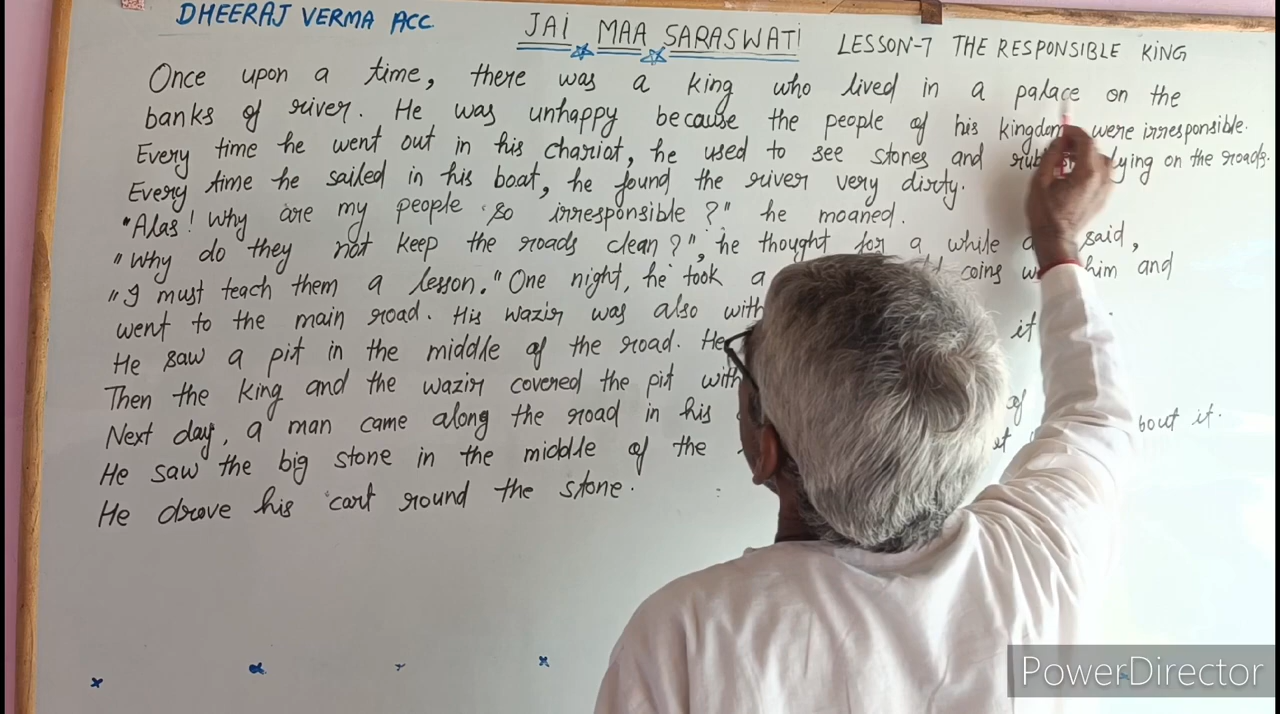 DHEERAJ VERMA ACC
JAI MAA SARASWATI
LESSON-7 THE RESPONSIBLE KING
Once upon a time, there was a king who lived in a palace on the
banks of river. He was unhappy because the people of his kingdom were irresponsible.
Every time he went out in his chariot, he used to see stones and lying on the roads.
Every time he sailed in his boat, he found the river very dirty.
"Alas! Why are my people so irresponsible?" he moaned.
"Why do they not keep the roads clean?", he thought for a while said,
"I must teach them a lesson." One night, he took a coins him and
went to the main road. His wazir was also with
He saw a pit in the middle of the road. He it
Then the king and the wazir covered the pit with
Next day, a man came along the road in his of
He saw the big stone in the middle of the bout it.
He drove his cart round the stone.
PowerDirector